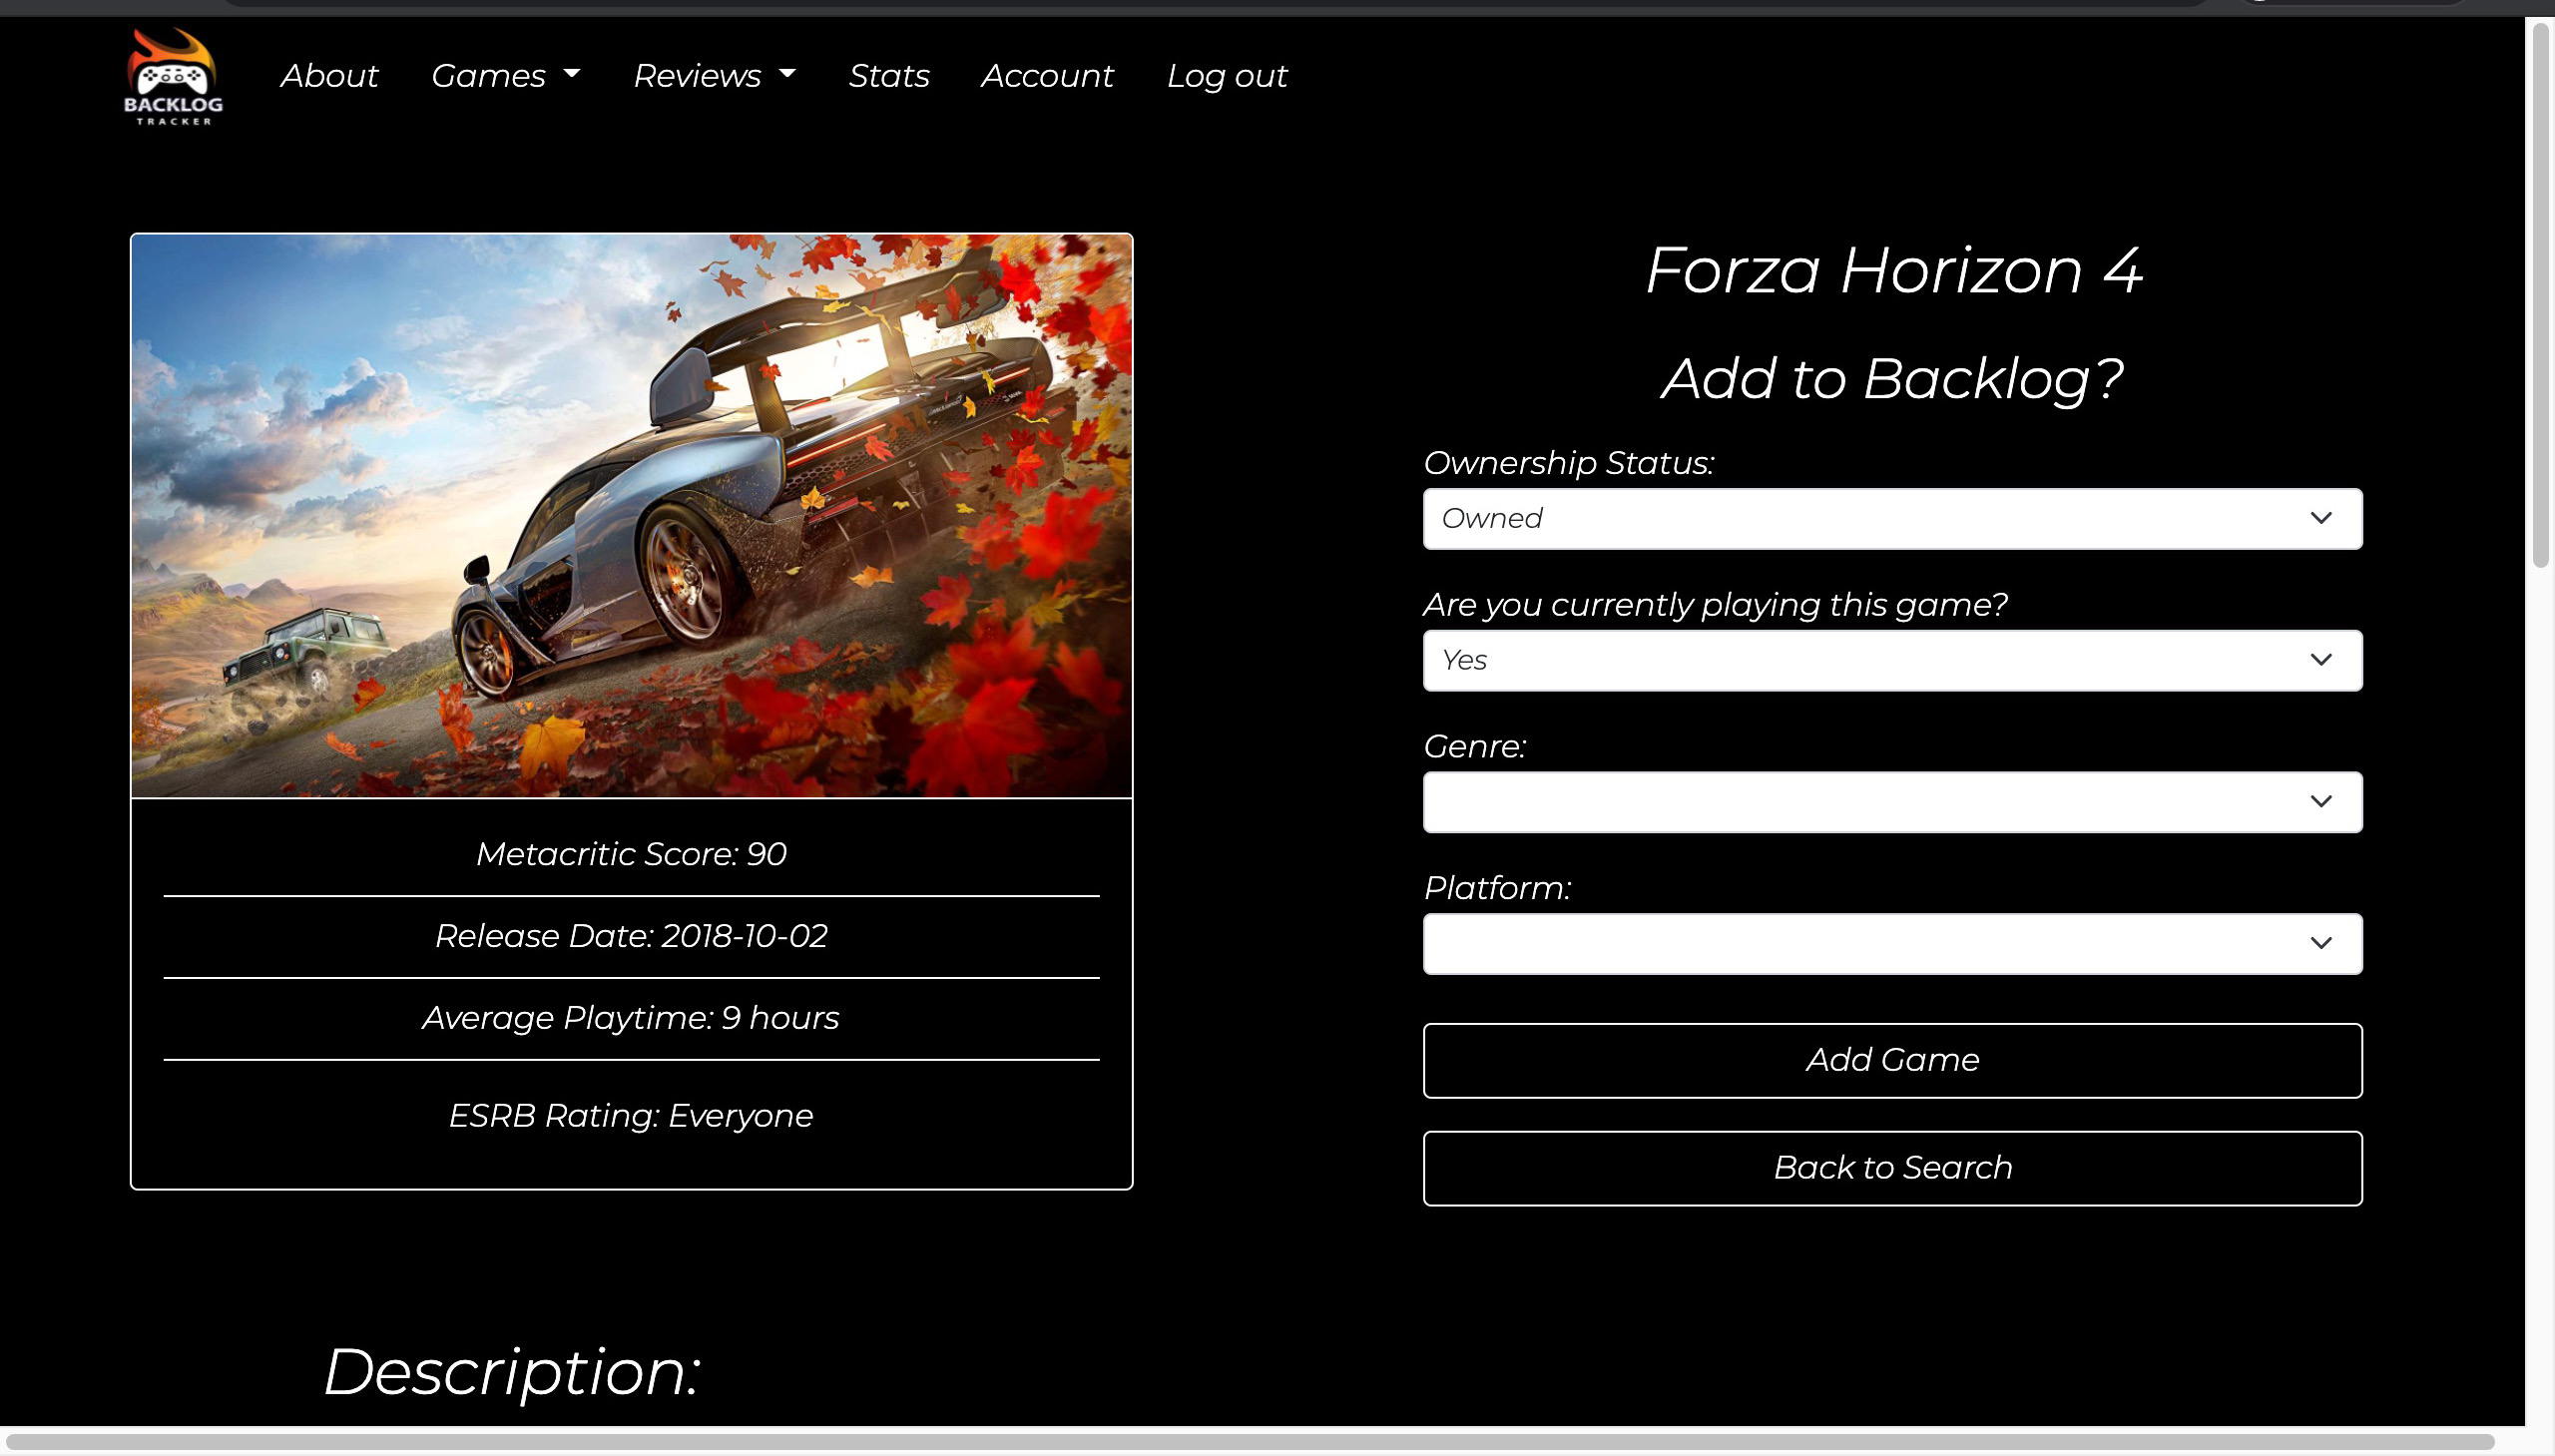 BACKLOG
TRACKER
About Games Reviews Stats Account Log out
Forza Horizon 4
Add to Backlog?
Ownership Status:
Owned
Are you currently playing this game?
Yes
Genre:
Platform:
Add Game
Back to Search
Metacritic Score: 90
Release Date: 2018-10-02
Average Playtime: 9 hours
ESRB Rating: Everyone
Description: